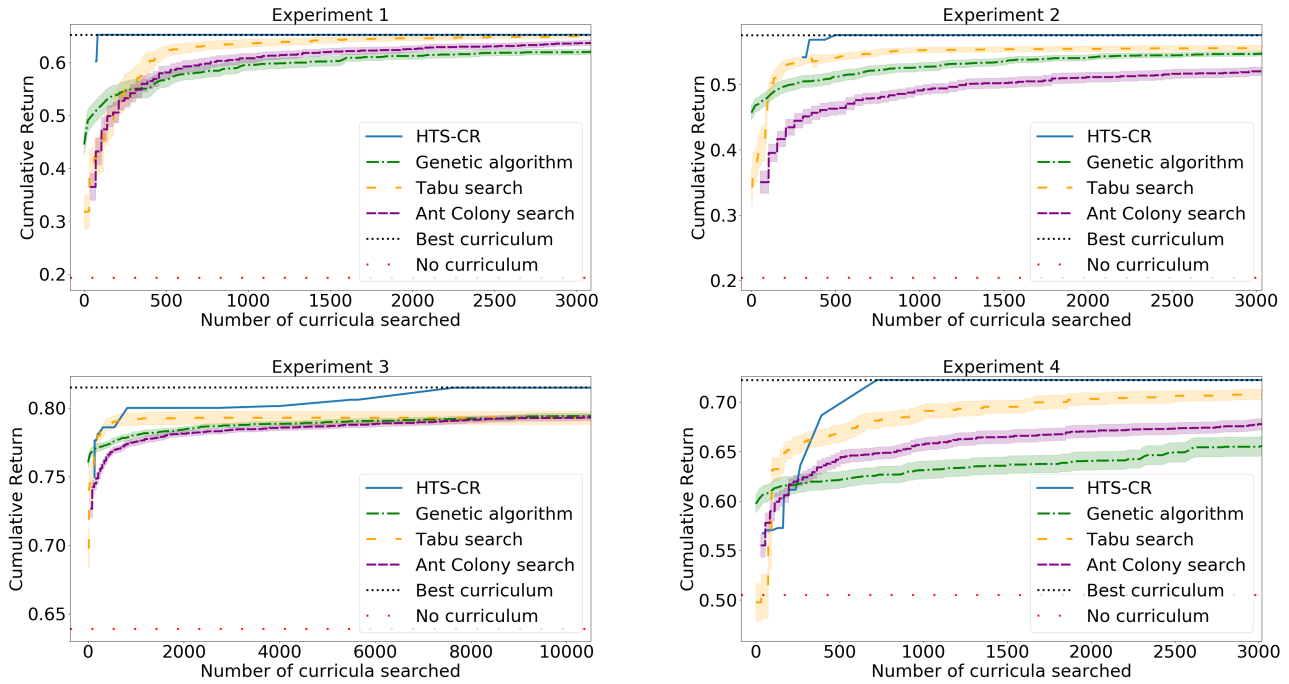 Experiment 1
Cumulative Return
0.6
0.5
0.4
0.3
0.2
HTS-CR
Genetic algorithm
Tabu search
Ant Colony search
Best curriculum
No curriculum
0 500 1000 1500 2000 2500 3000
Number of curricula searched
Experiment 2
Cumulative Return
0.5
0.4
0.3
0.2
HTS-CR
Genetic algorithm
Tabu search
Ant Colony search
Best curriculum
No curriculum
0 500 1000 1500 2000 2500 3000
Number of curricula searched
Experiment 3
Cumulative Return
0.80
0.75
0.70
0.65
HTS-CR
Genetic algorithm
Tabu search
Ant Colony search
Best curriculum
No curriculum
0 2000 4000 6000 8000 10000
Number of curricula searched
Experiment 4
Cumulative Return
0.70
0.65
0.60
0.55
0.50
HTS-CR
Genetic algorithm
Tabu search
Ant Colony search
Best curriculum
No curriculum
0 500 1000 1500 2000 2500 3000
Number of curricula searched